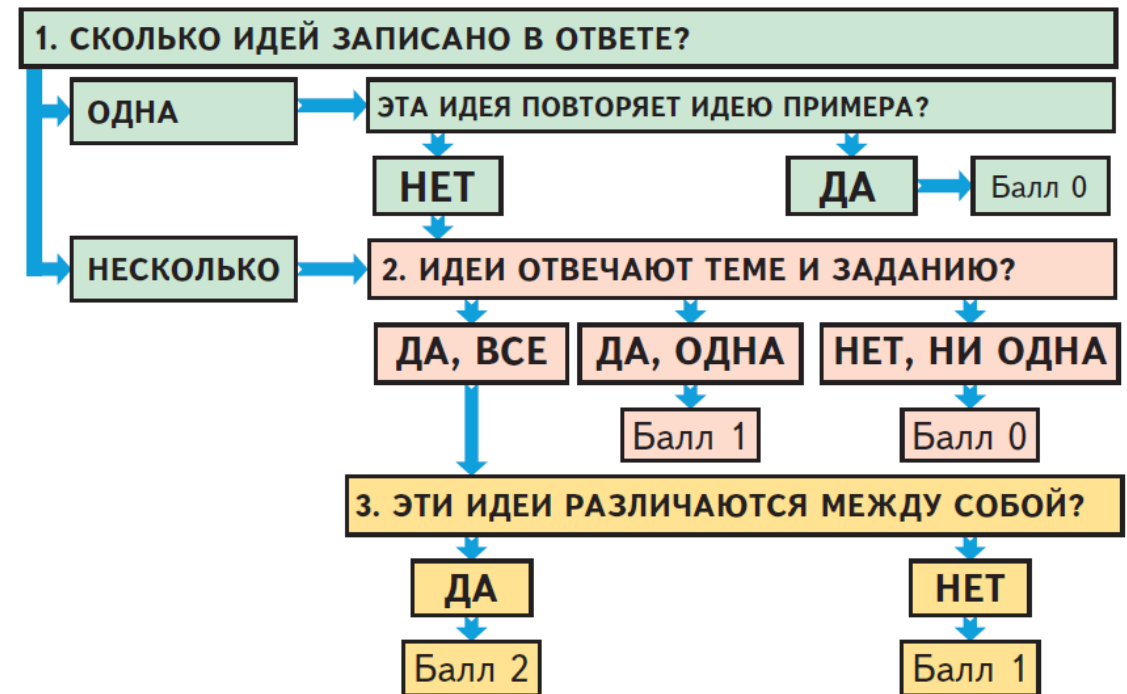 1. СКОЛЬКО ИДЕЙ ЗАПИСАНО В ОТВЕТЕ?
ОДНА
ЭТА ИДЕЯ ПОВТОРЯЕТ ИДЕЮ ПРИМЕРА?
НЕТ
ДА
Балл 0
НЕСКОЛЬКО
2. ИДЕИ ОТВЕЧАЮТ ТЕМЕ И ЗАДАНИЮ?
ДА, ВСЕ
ДА, ОДНА
НЕТ, НИ ОДНА
Балл 1
Балл 0
3. ЭТИ ИДЕИ РАЗЛИЧАЮТСЯ МЕЖДУ СОБОЙ?
ДА
НЕТ
Балл 2
Балл 1